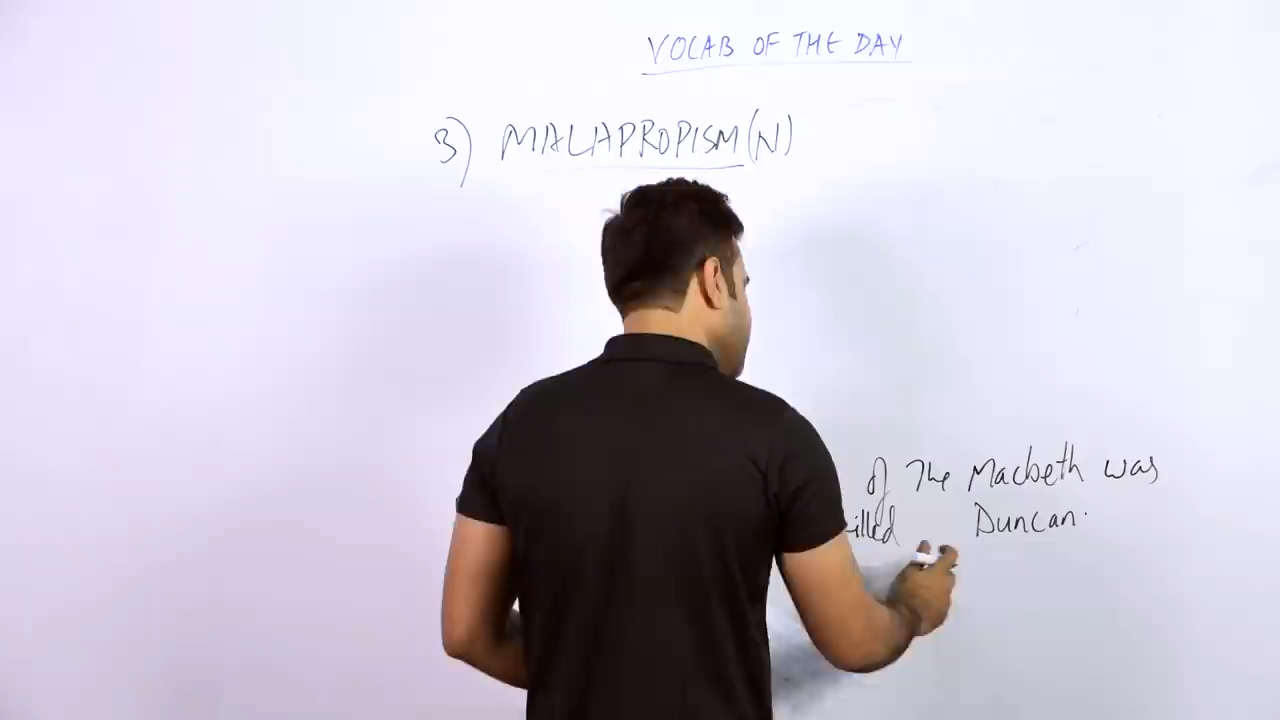 VOCAB OF THE DAY
3) MALAPROPISM (N)
of The Macbeth was
illed Duncan.